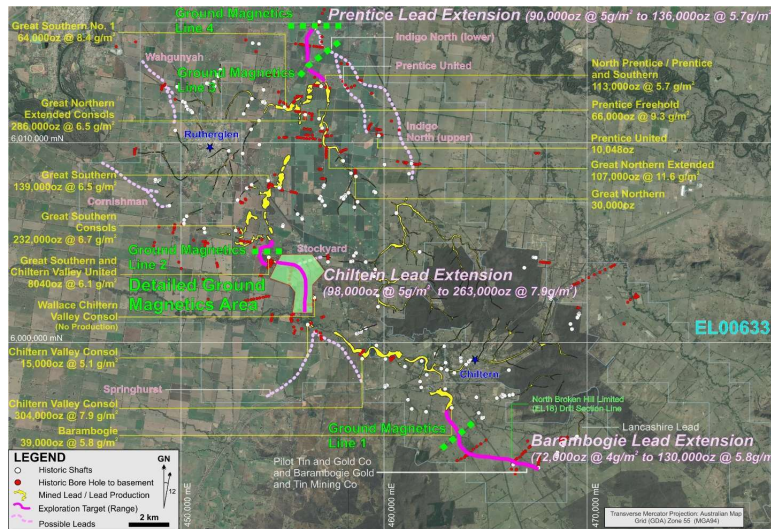 Prentice Lead Extension (90,000oz @ 5g/m² to 136,000 @ 5.7g/m²)
Great Southern No. 1
64,000oz @ 8.4 g/m²
Ground Magnetics
Line 4
Indigo North (lower)
Wahgunyah
Prentice United
Ground Magnetics
Line 3
North Prentice / Prentice
and Southern
113,000oz @ 5.7 g/m²
Great Northern
Extended Consols
286,000oz @ 6.5 g/m²
Prentice Freehold
66,000oz @ 9.3 g/m²
Rutherglen
Indigo
North (upper)
Prentice United
10,048oz
6,010,000 mN
Great Northern Extended
107,000oz @ 11.6 g/m²
Great Southern
139,000oz @ 6.5 g/m²
Great Northern
30,000oz
Cornishman
Great Southern
Consols
232,000oz @ 6.7 g/m²
Ground Magnetics
Line 2
Stockyard
Great Southern and
Chiltern Valley United
8040oz @ 6.1 g/m²
Detailed Ground
Magnetics Area
Chiltern Lead Extension
(98,000oz @ 5g/m² to 263,000oz @ 7.9g/m²)
Wallace Chiltern
Valley Consol
(No Production)
EL00633
6,000,000 mN
Chiltern Valley Consol
15,000oz @ 5.1 g/m²
Chiltern
Springhurst
Chiltern Valley Consol
304,000oz @ 7.9 g/m²
North Broken Hill Limited
(EL16) Drill Section Line
Barambogie
39,000oz @ 5.8 g/m²
Ground Magnetics
Line 1
Lancashire Lead
Barambogie Lead Extension
(72,000oz @ 4g/m² to 130,000oz @ 5.8g/m²)
Pilot Tin and Gold Co
and Barambogie Gold
and Tin Mining Co
LEGEND
Historic Shafts
Historic Bore Hole to basement
Mined Lead / Lead Production
Exploration Target (Range)
Possible Leads
GN
12
2 km
450,000 mE
460,000 mE
470,000 mE
Transverse Mercator Projection: Australian Map
Grid (GDA) Zone 55 (MGA94)